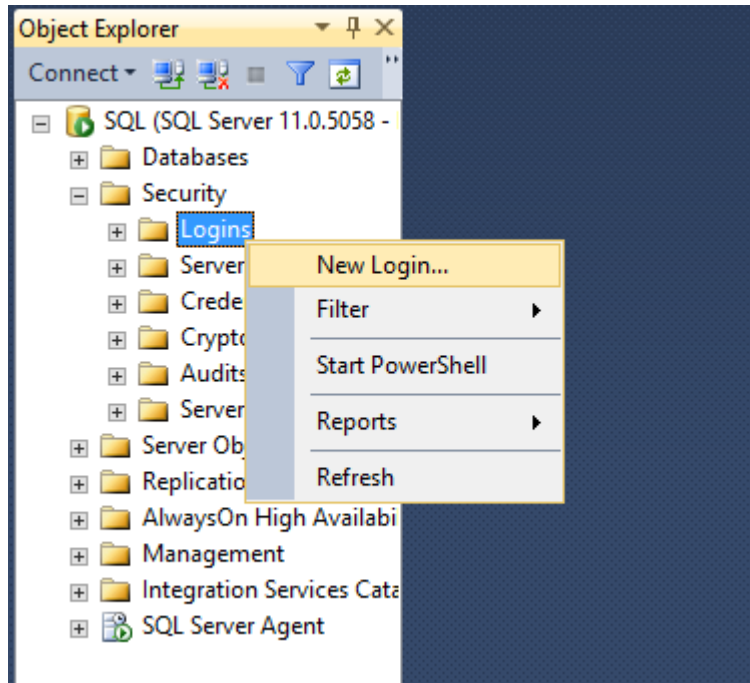 Object Explorer
Connect
SQL (SQL Server 11.0.5058 -
Databases
Security
Logins
Server
Crede
Crypto
Audits
Server
Server Ob
Replicatio
AlwaysOn High Availabi
Management
Integration Services Cata
SQL Server Agent
New Login...
Filter
Start PowerShell
Reports
Refresh